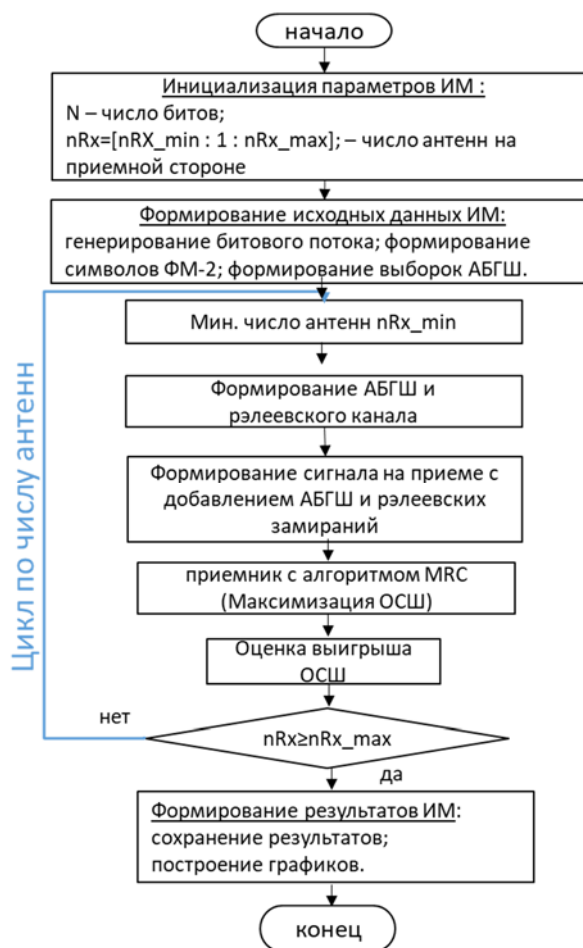 начало
Инициализация параметров ИМ :
N – число битов;
nRx=[nRX_min : 1 : nRx_max]; – число антенн на
приемной стороне
Формирование исходных данных ИМ:
генерирование битового потока; формирование
символов ФМ-2; формирование выборок АБГШ.
Мин. число антенн nRx_min
Формирование АБГШ и
рэлеевского канала
Формирование сигнала на приеме с
добавлением АБГШ и рэлеевских
замираний
приемник с алгоритмом MRC
(Максимизация ОСШ)
Оценка выигрыша
ОСШ
nRx≥nRx_max
нет
да
Цикл по числу антенн
Формирование результатов ИМ:
сохранение результатов;
построение графиков.
конец